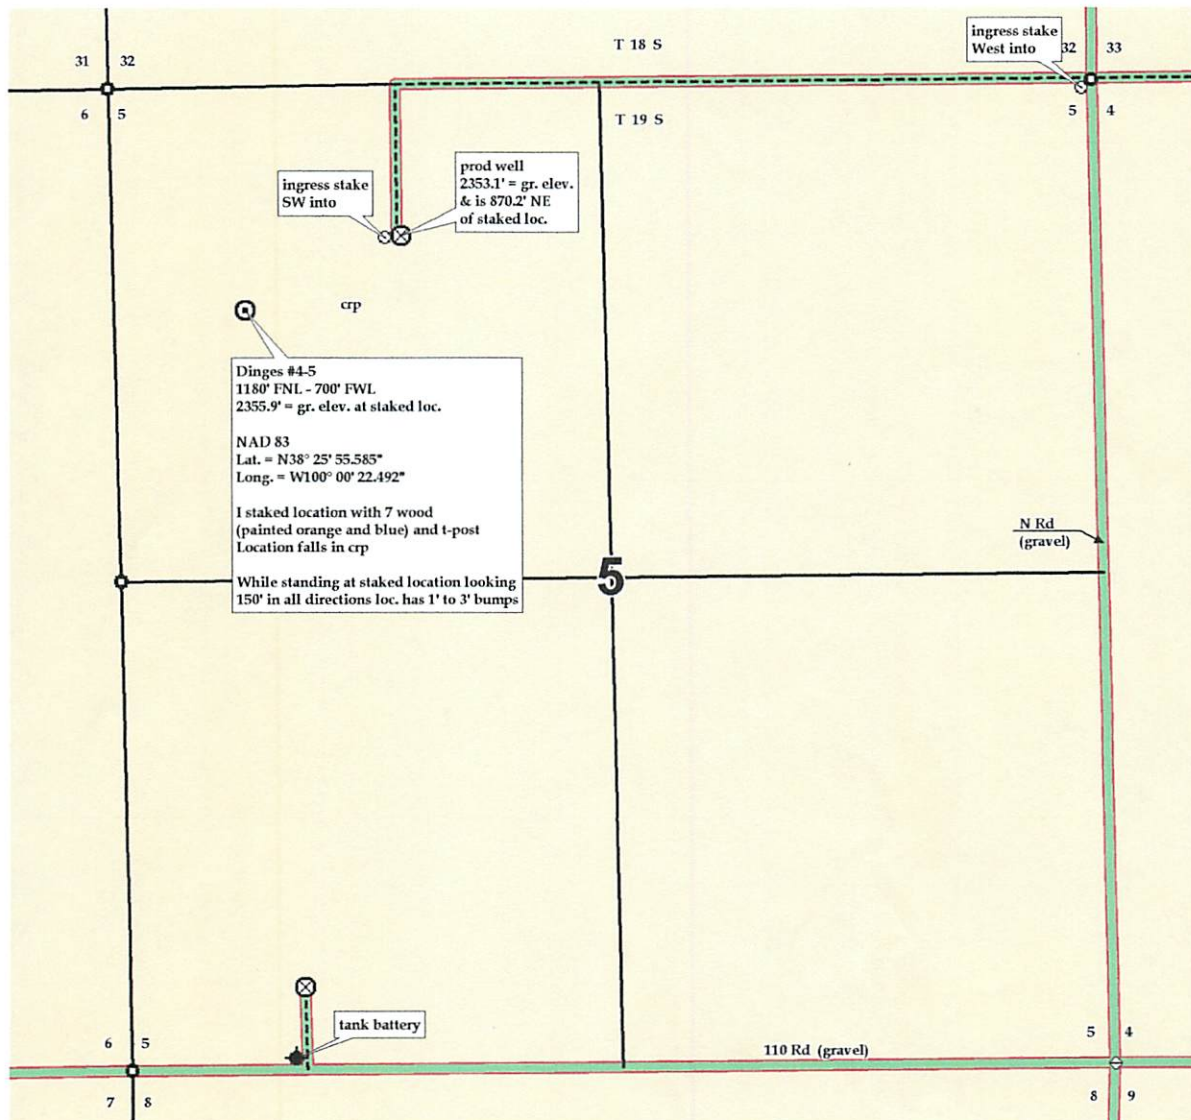 T 18 S
ingress stake
West into
31 32
32 33
6 5
T 19 S
5 4
ingress stake
SW into
prod well
2353.1' = gr. elev.
& is 870.2' NE
of staked loc.
crp
Dinges #4-5
1180' FNL - 700' FWL
2355.9' = gr. elev. at staked loc.
NAD 83
Lat. = N38° 25' 55.585"
Long. = W100° 00' 22.492"
I staked location with 7 wood
(painted orange and blue) and t-post
Location falls in crp
While standing at staked location looking
150' in all directions loc. has 1' to 3' bumps
N Rd
(gravel)
5
tank battery
6 5
110 Rd (gravel)
5 4
7 8
8 9